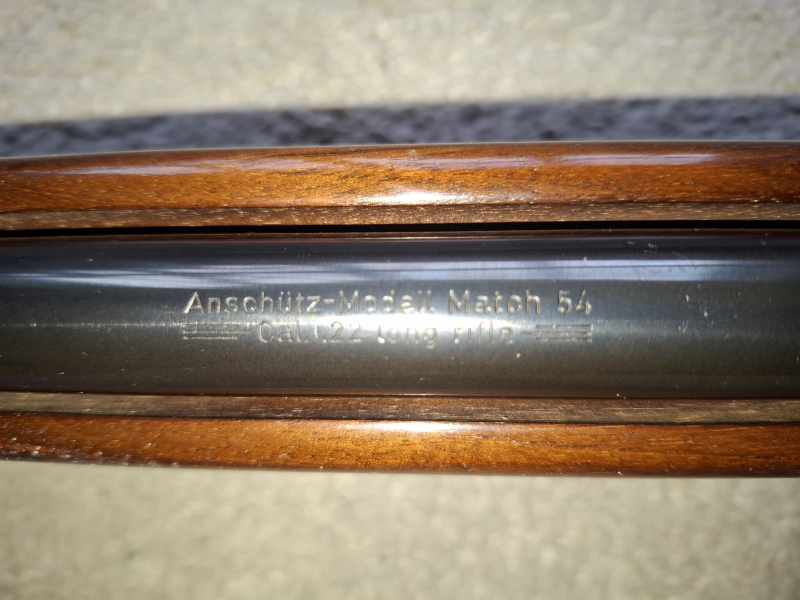 Anschütz-Modell Match 54
Cal. .22 long rifle